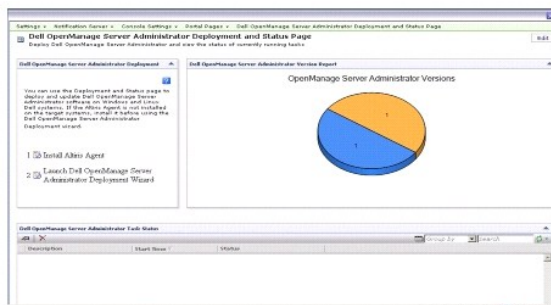 Settings > Notification Server > Console Settings > Portal Pages > Dell OpenManage Server Administrator Deployment and Status Page
Dell OpenManage Server Administrator Deployment and Status Page
Deploy Dell OpenManage Server Administrator and view the status of currently running tasks
Edit
Dell OpenManage Server Administrator Deployment
You can use the Deployment and Status page to
deploy and update Dell OpenManage Server
administrator software on Windows and Linux
Dell systems. If the Altiris Agent is not installed
on the target systems, install it before using the
Dell OpenManage Server Administrator
Deployment wizard.
1 Install Altiris Agent
2 Launch Dell OpenManage Server
Administrator Deployment Wizard
Dell OpenManage Server Administrator Version Report
OpenManage Server Administrator Versions
1
1
Dell OpenManage Server Administrator Task Status
Group by
Search
Description
Start Time
Status